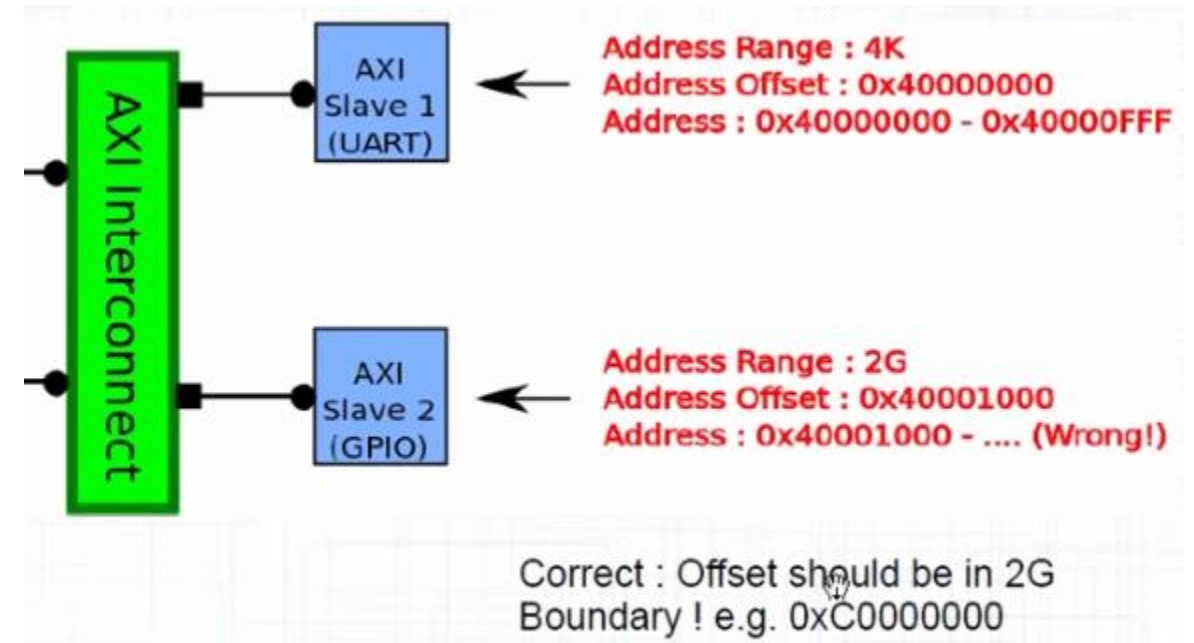 AXI Interconnect
AXI
Slave 1
(UART)
Address Range : 4K
Address Offset : 0x40000000
Address : 0x40000000 - 0x40000FFF
AXI
Slave 2
(GPIO)
Address Range : 2G
Address Offset : 0x40001000
Address : 0x40001000 - .... (Wrong!)
Correct : Offset should be in 2G
Boundary ! e.g. 0xC0000000